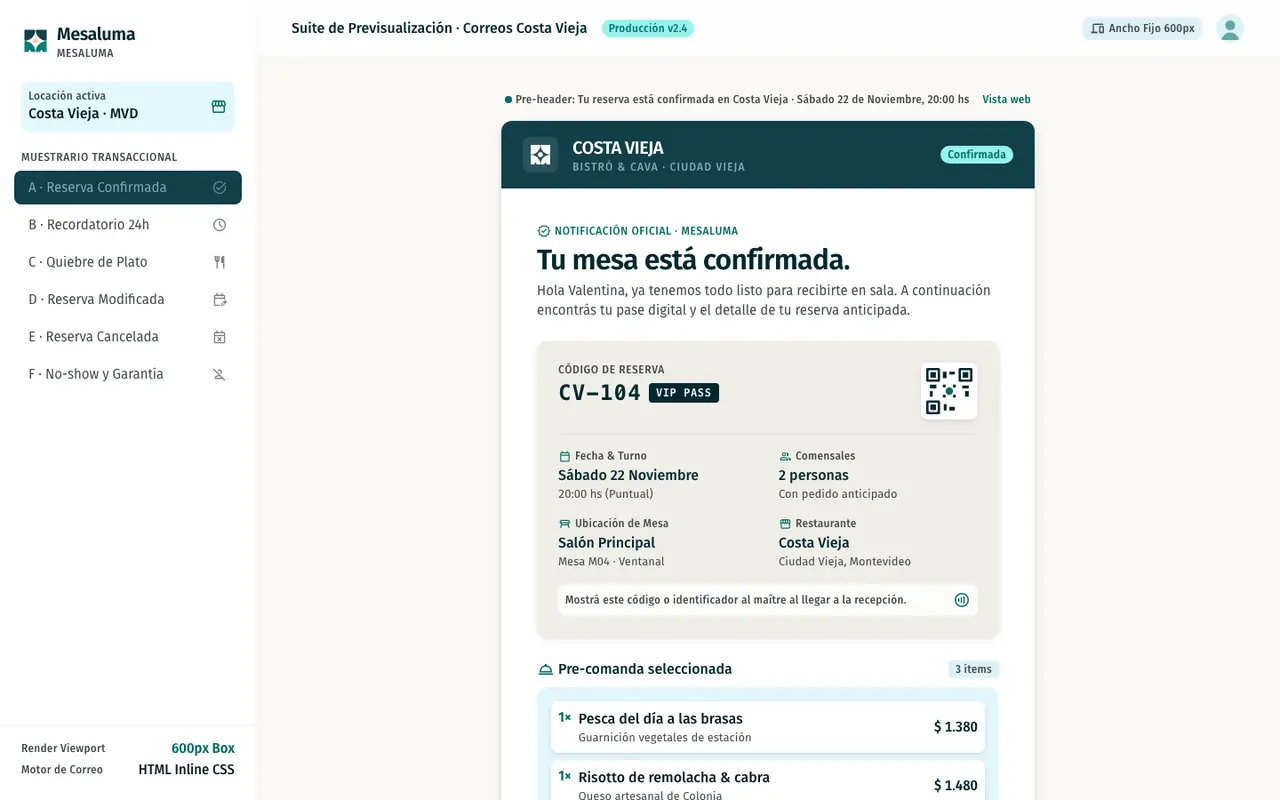 Mesaluma
MESALUMA
Locación activa
Costa Vieja · MVD
MUESTRARIO TRANSACCIONAL
A · Reserva Confirmada
B · Recordatorio 24h
C · Quiebre de Plato
D · Reserva Modificada
E · Reserva Cancelada
F · No-show y Garantía
Render Viewport 600px Box
Motor de Correo HTML Inline CSS
Suite de Previsualización · Correos Costa Vieja Producción v2.4
Ancho Fijo 600px
Pre-header: Tu reserva está confirmada en Costa Vieja · Sábado 22 de Noviembre, 20:00 hs Vista web
COSTA VIEJA
BISTRÓ & CAVA · CIUDAD VIEJA
Confirmada
NOTIFICACIÓN OFICIAL · MESALUMA
Tu mesa está confirmada.
Hola Valentina, ya tenemos todo listo para recibirte en sala. A continuación
encontrás tu pase digital y el detalle de tu reserva anticipada.
CÓDIGO DE RESERVA
CV-104 VIP PASS
Fecha & Turno
Sábado 22 Noviembre
20:00 hs (Puntual)
Comensales
2 personas
Con pedido anticipado
Ubicación de Mesa
Salón Principal
Mesa M04 · Ventanal
Restaurante
Costa Vieja
Ciudad Vieja, Montevideo
Mostrá este código o identificador al maître al llegar a la recepción.
Pre-comanda seleccionada 3 ítems
1× Pesca del día a las brasas
Guarnición vegetales de estación
$ 1.380
1× Risotto de remolacha & cabra
Queso artesanal de Colonia
$ 1.480